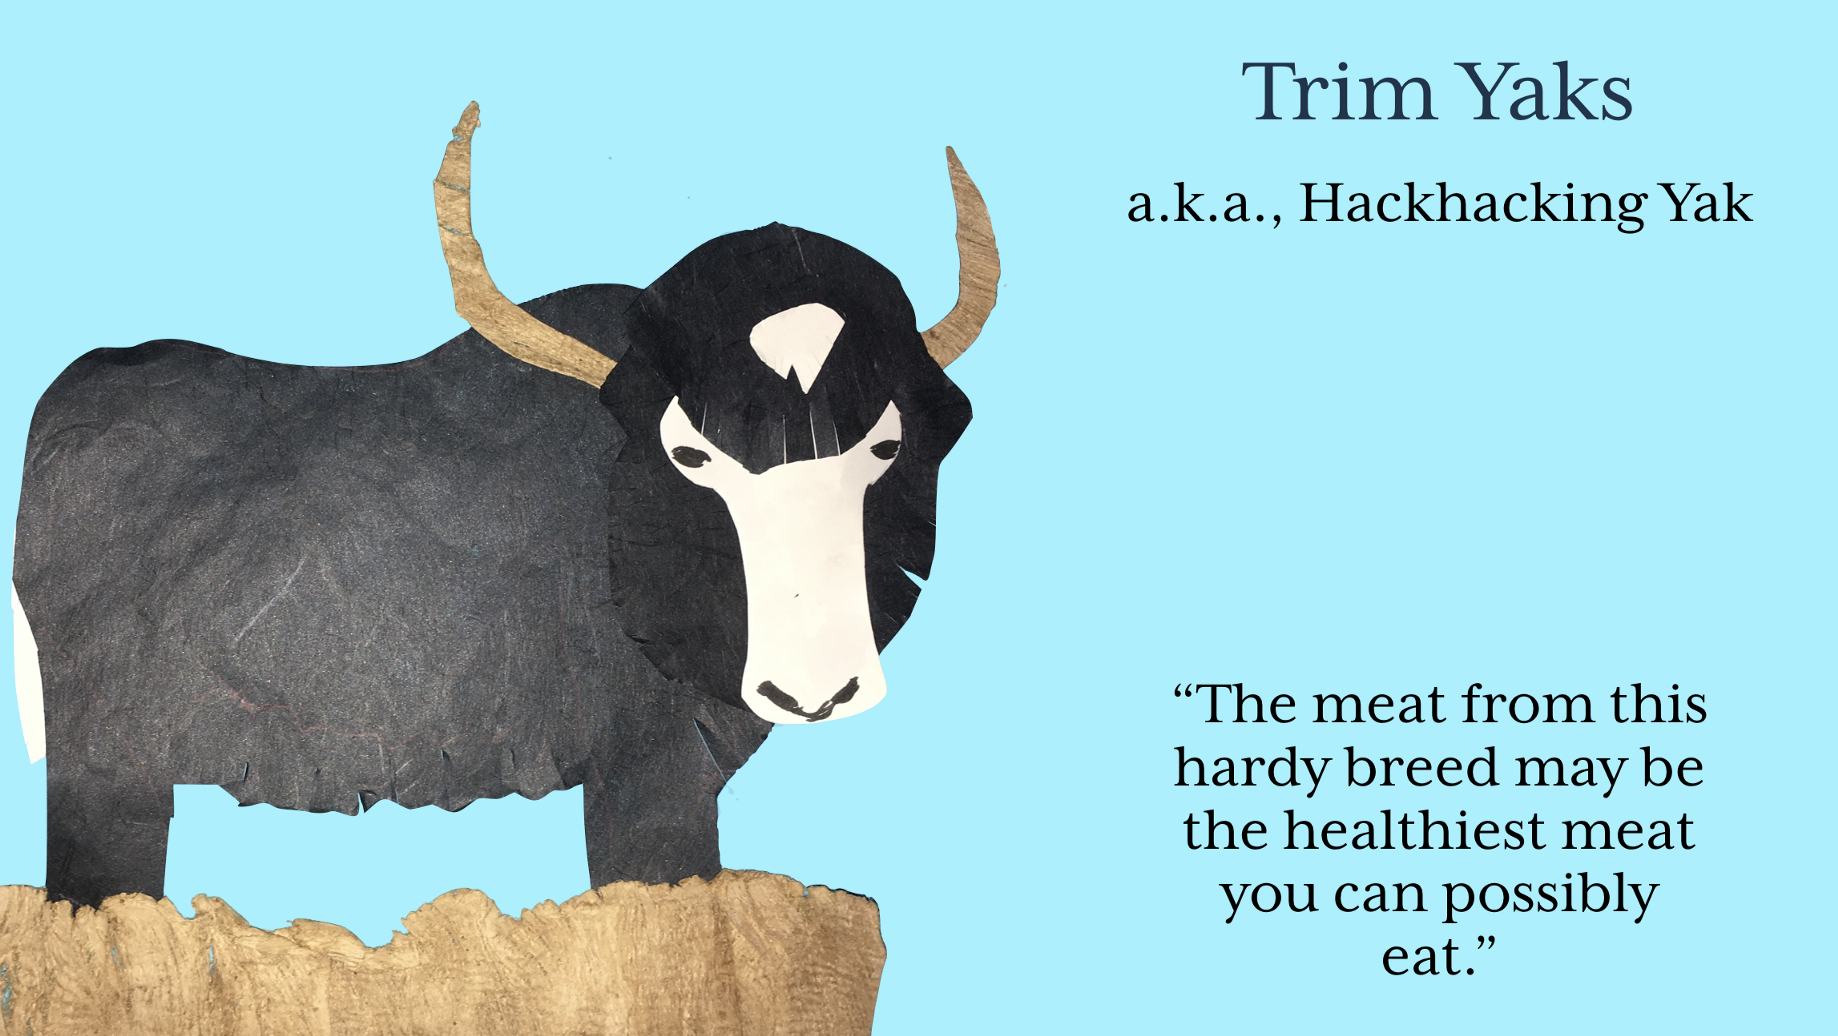 Trim Yaks
a.k.a., Hackhacking Yak
“The meat from this
hardy breed may be
the healthiest meat
you can possibly
eat.”